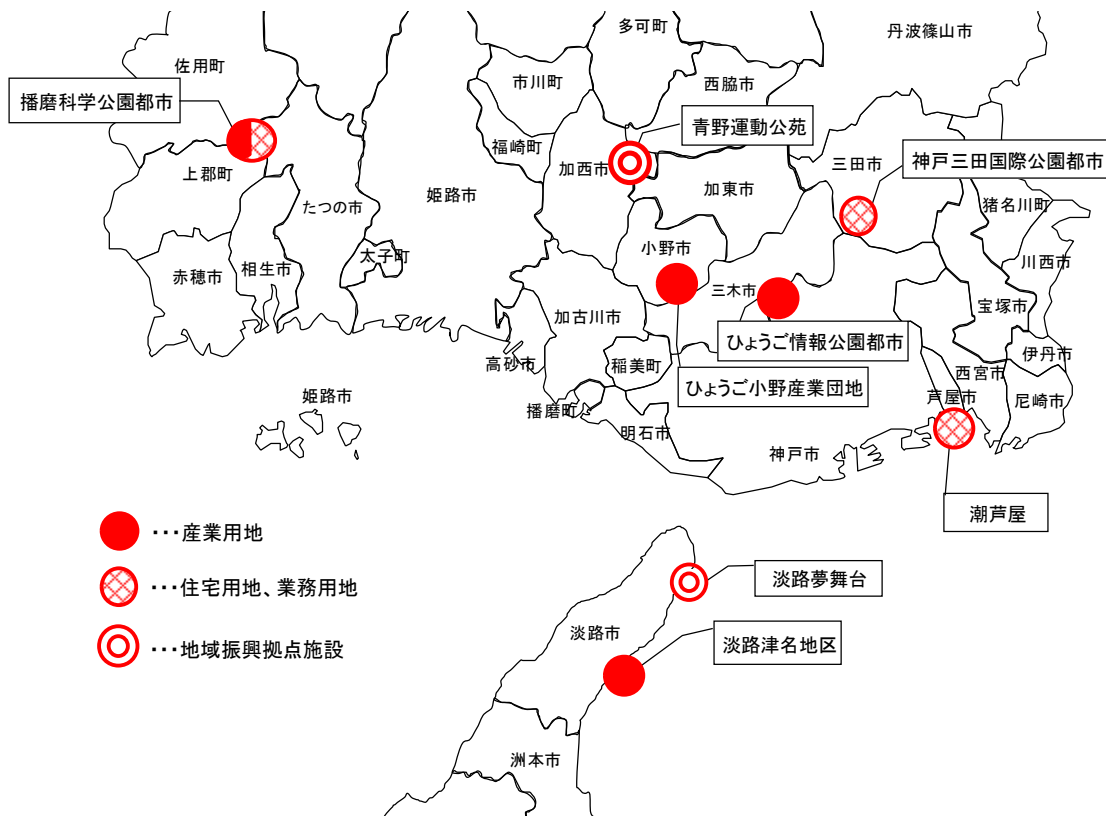 多可町
丹波篠山市
佐用町
市川町
西脇市
播磨科学公園都市
青野運動公苑
福崎町
加西市
三田市
神戸三田国際公園都市
上郡町
姫路市
加東市
たつの市
猪名川町
小野市
太子町
川西市
赤穂市
相生市
三木市
宝塚市
加古川市
ひょうご情報公園都市
伊丹市
高砂市
稲美町
西宮市
ひょうご小野産業団地
芦屋市
尼崎市
姫路市
播磨町
明石市
神戸市
潮芦屋
・・・産業用地
・・・住宅用地、業務用地
・・・地域振興拠点施設
淡路夢舞台
淡路市
淡路津名地区
洲本市